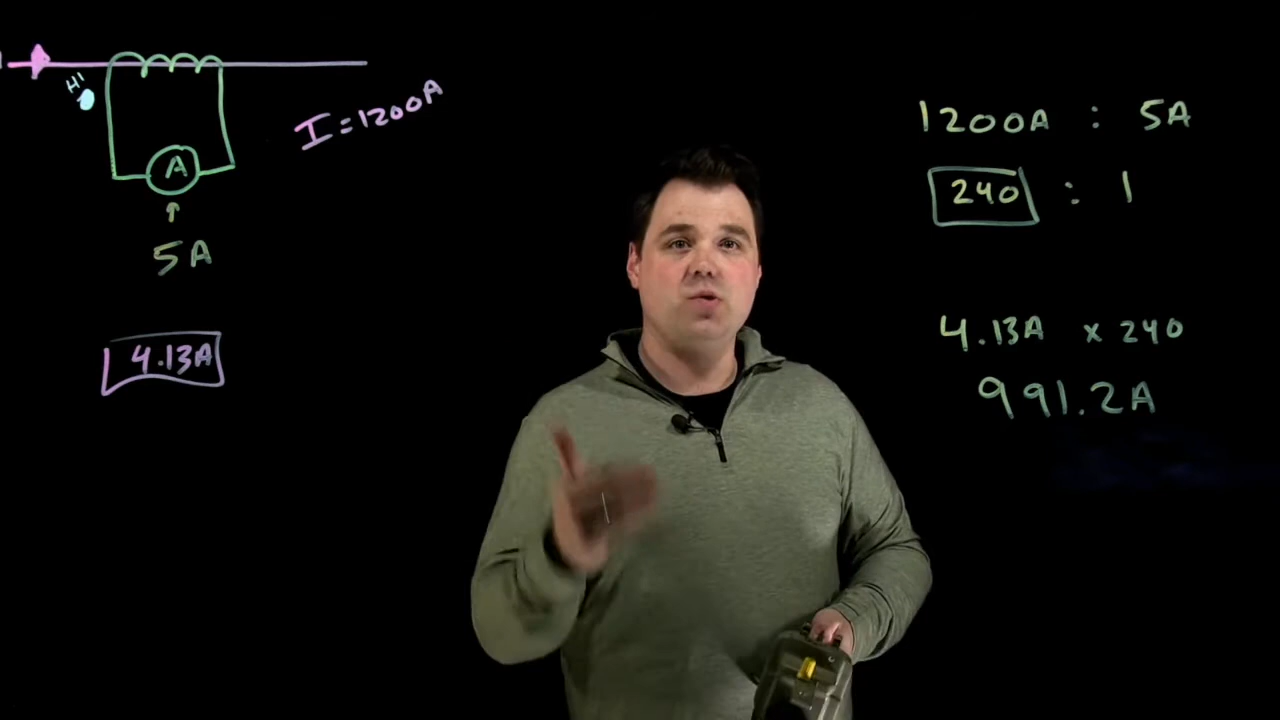 H1
I = 1200A
A
5A
4.13A
1200A : 5A
240 : 1
4.13A x 240
991.2A